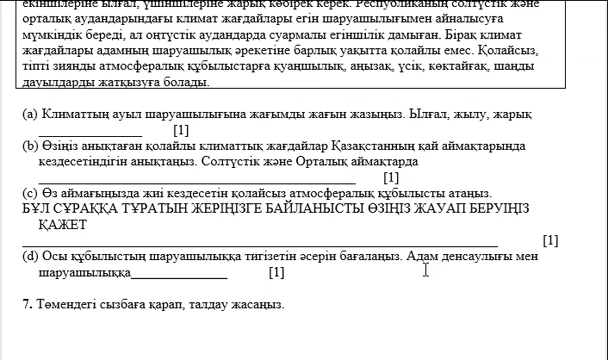 екіншілеріне ылғал, үшіншілеріне жарық көбірек керек. Республиканың солтүстік және
орталық аудандарындағы климат жағдайлары егін шаруашылығымен айналысуға
мүмкіндік береді, ал оңтүстік аудандарда суармалы егіншілік дамыған. Бірақ климат
жағдайлары адамның шаруашылық әрекетіне барлық уақытта қолайлы емес. Қолайсыз,
тіпті зиянды атмосфералық құбылыстарға қуаңшылық, аңызақ, үсік, көктайғақ, шаңды
дауылдарды жатқызуға болады.
(a) Климаттың ауыл шаруашылығына жағымды жағын жазыңыз. Ылғал, жылу, жарық
________________ [1]
(b) Өзіңіз анықтаған қолайлы климаттық жағдайлар Қазақстанның қай аймақтарында
кездесетіндігін анықтаңыз. Солтүстік және Орталық аймақтарда
________________________________________________ [1]
(c) Өз аймағыңызда жиі кездесетін қолайсыз атмосфералық құбылысты атаңыз.
БҰЛ СҰРАҚҚА ТҰРАТЫН ЖЕРІҢІЗГЕ БАЙЛАНЫСТЫ ӨЗІҢІЗ ЖАУАП БЕРУІҢІЗ
ҚАЖЕТ
________________________________________________________________________ [1]
(d) Осы құбылыстың шаруашылыққа тигізетін әсерін бағалаңыз. Адам денсаулығы мен
шаруашылыққа_______________ [1]
7. Төмендегі сызбаға қарап, талдау жасаңыз.